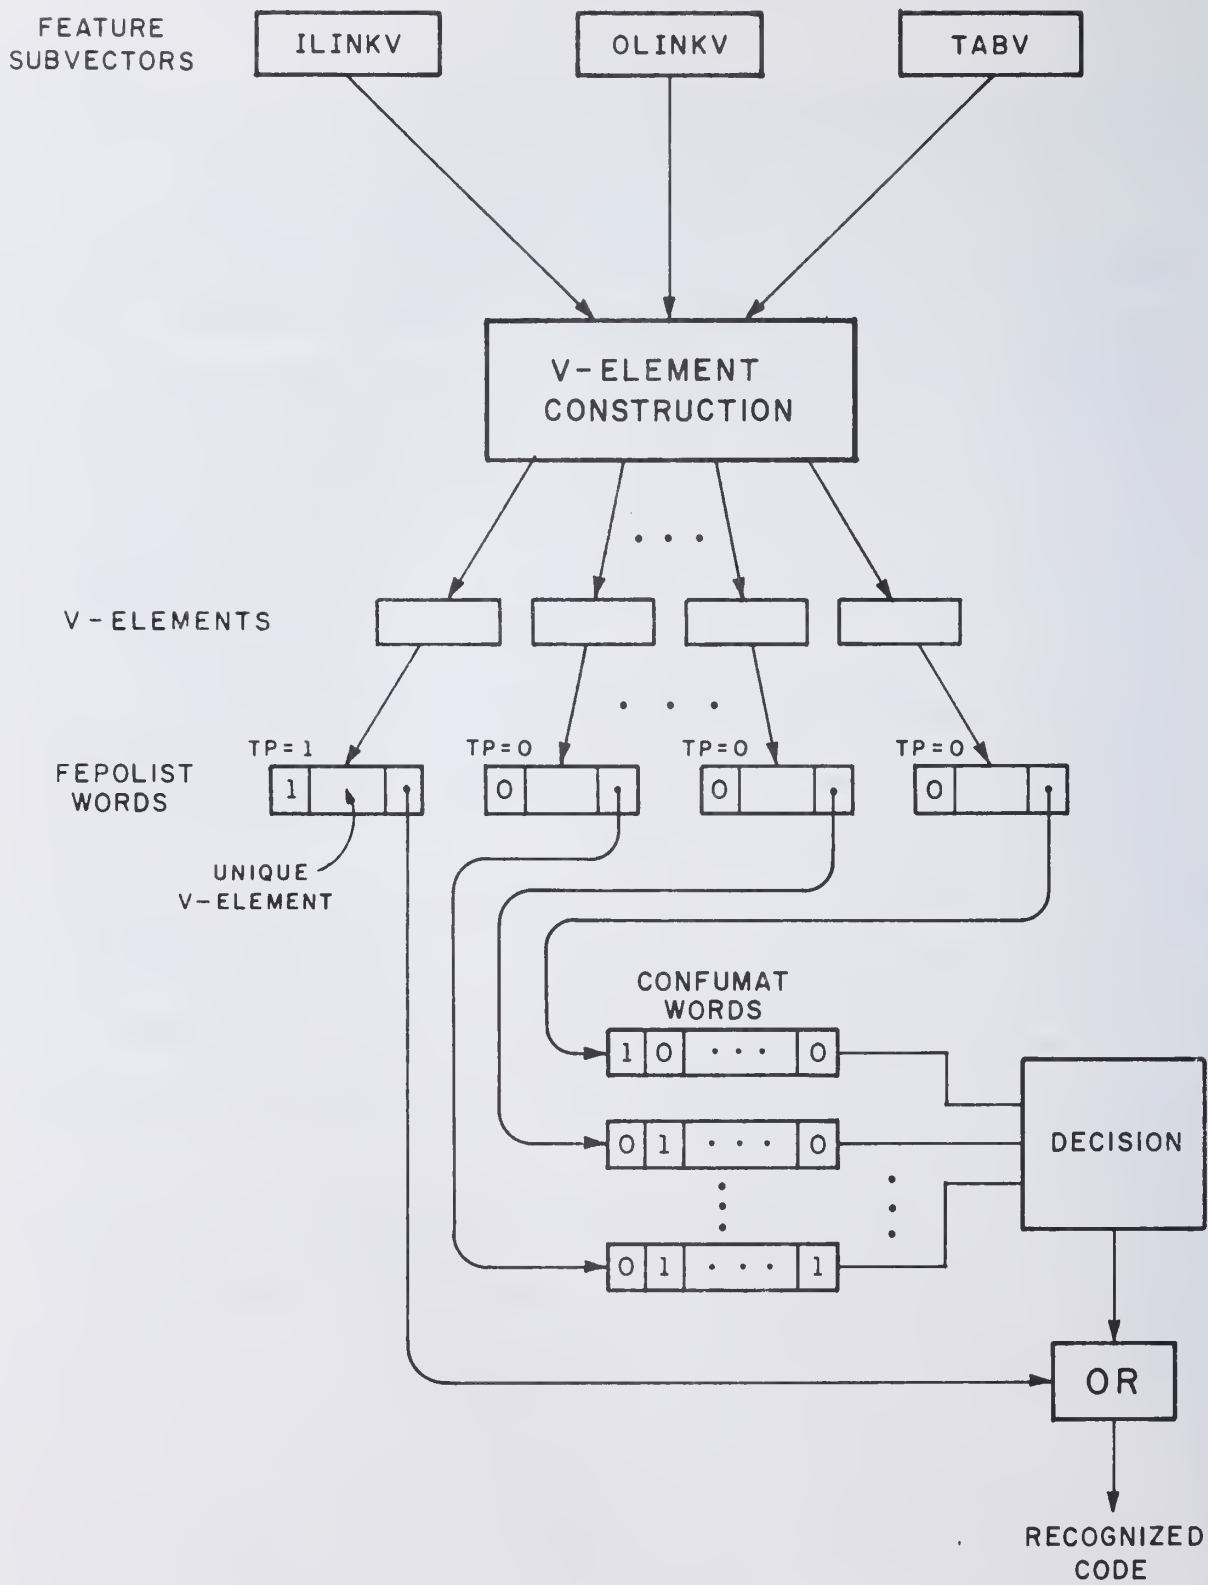 FEATURE
SUBVECTORS
ILINKV
OLINKV
TABV
V-ELEMENT
CONSTRUCTION
. . .
V-ELEMENTS
. . .
TP=1
TP=0
TP=0
TP=0
FEPOLIST
WORDS
1
0
0
0
UNIQUE
V-ELEMENT
CONFUMAT
WORDS
1 0 ... 0
0 1 ... 0
0 1 ... 1
DECISION
OR
RECOGNIZED
CODE